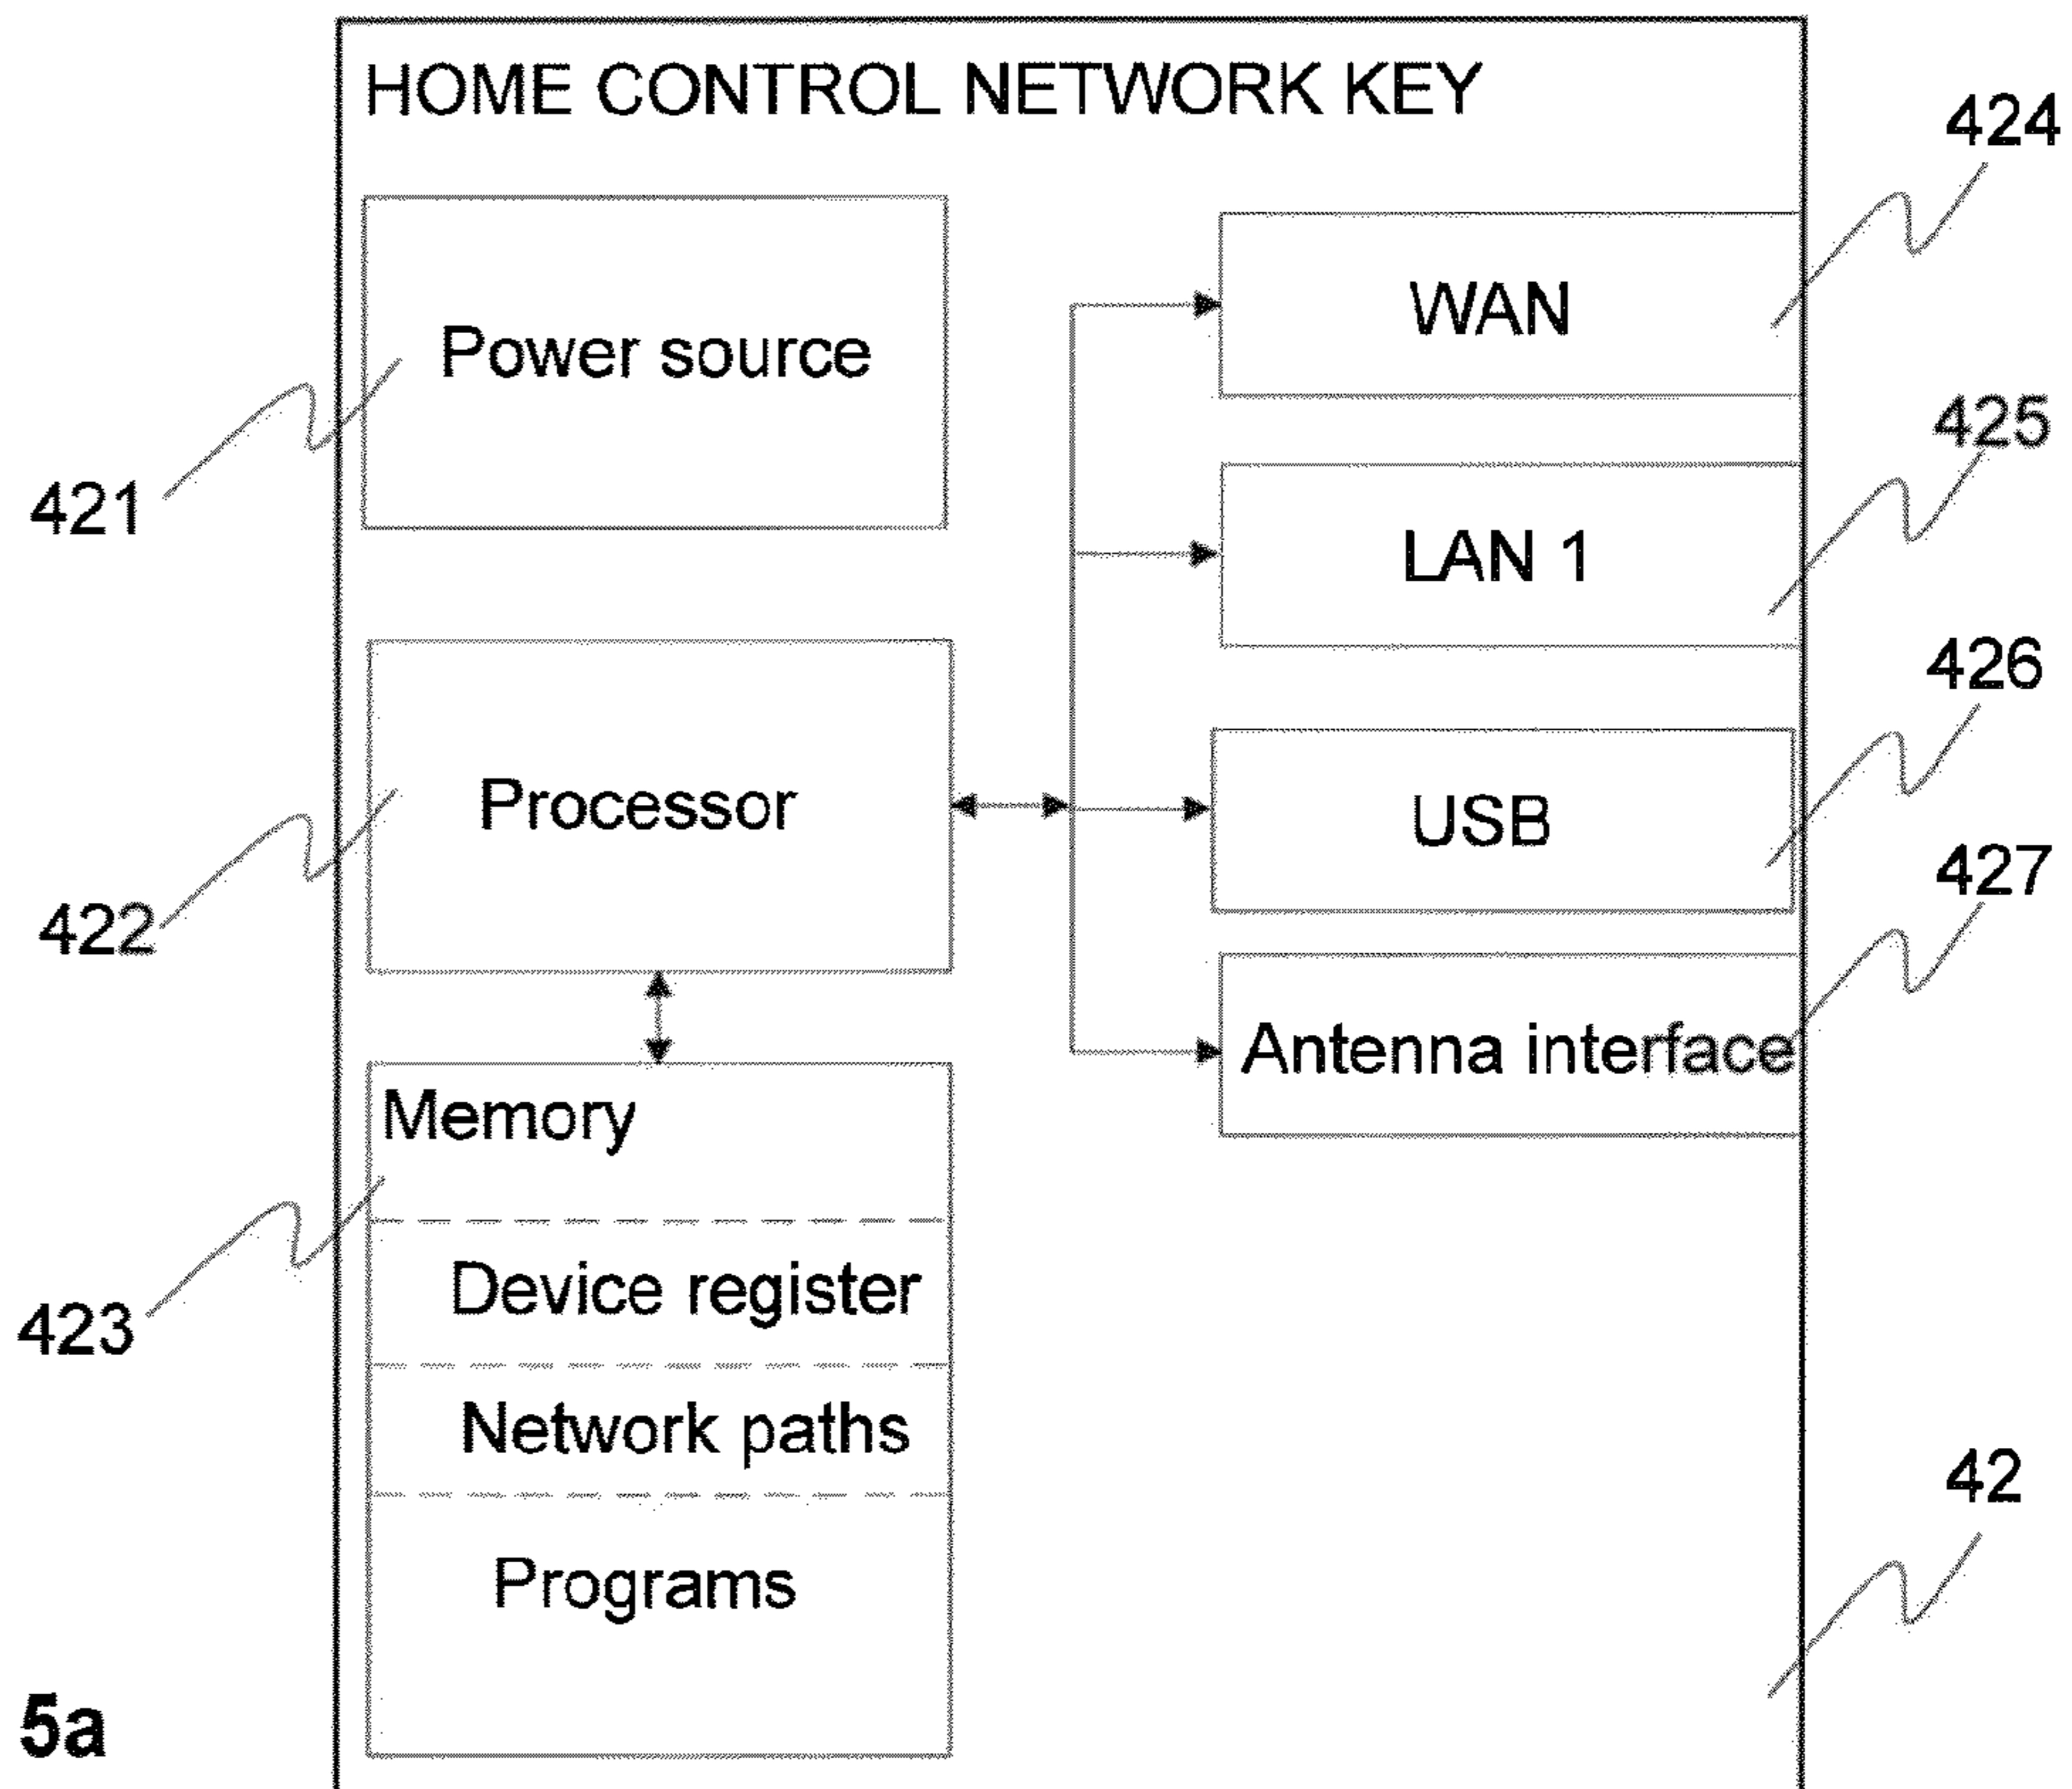 HOME CONTROL NETWORK KEY
424
Power source
WAN
421
425
LAN 1
426
Processor
USB
422
427
Antenna interface
Memory
423
Device register
Network paths
42
Programs
5a